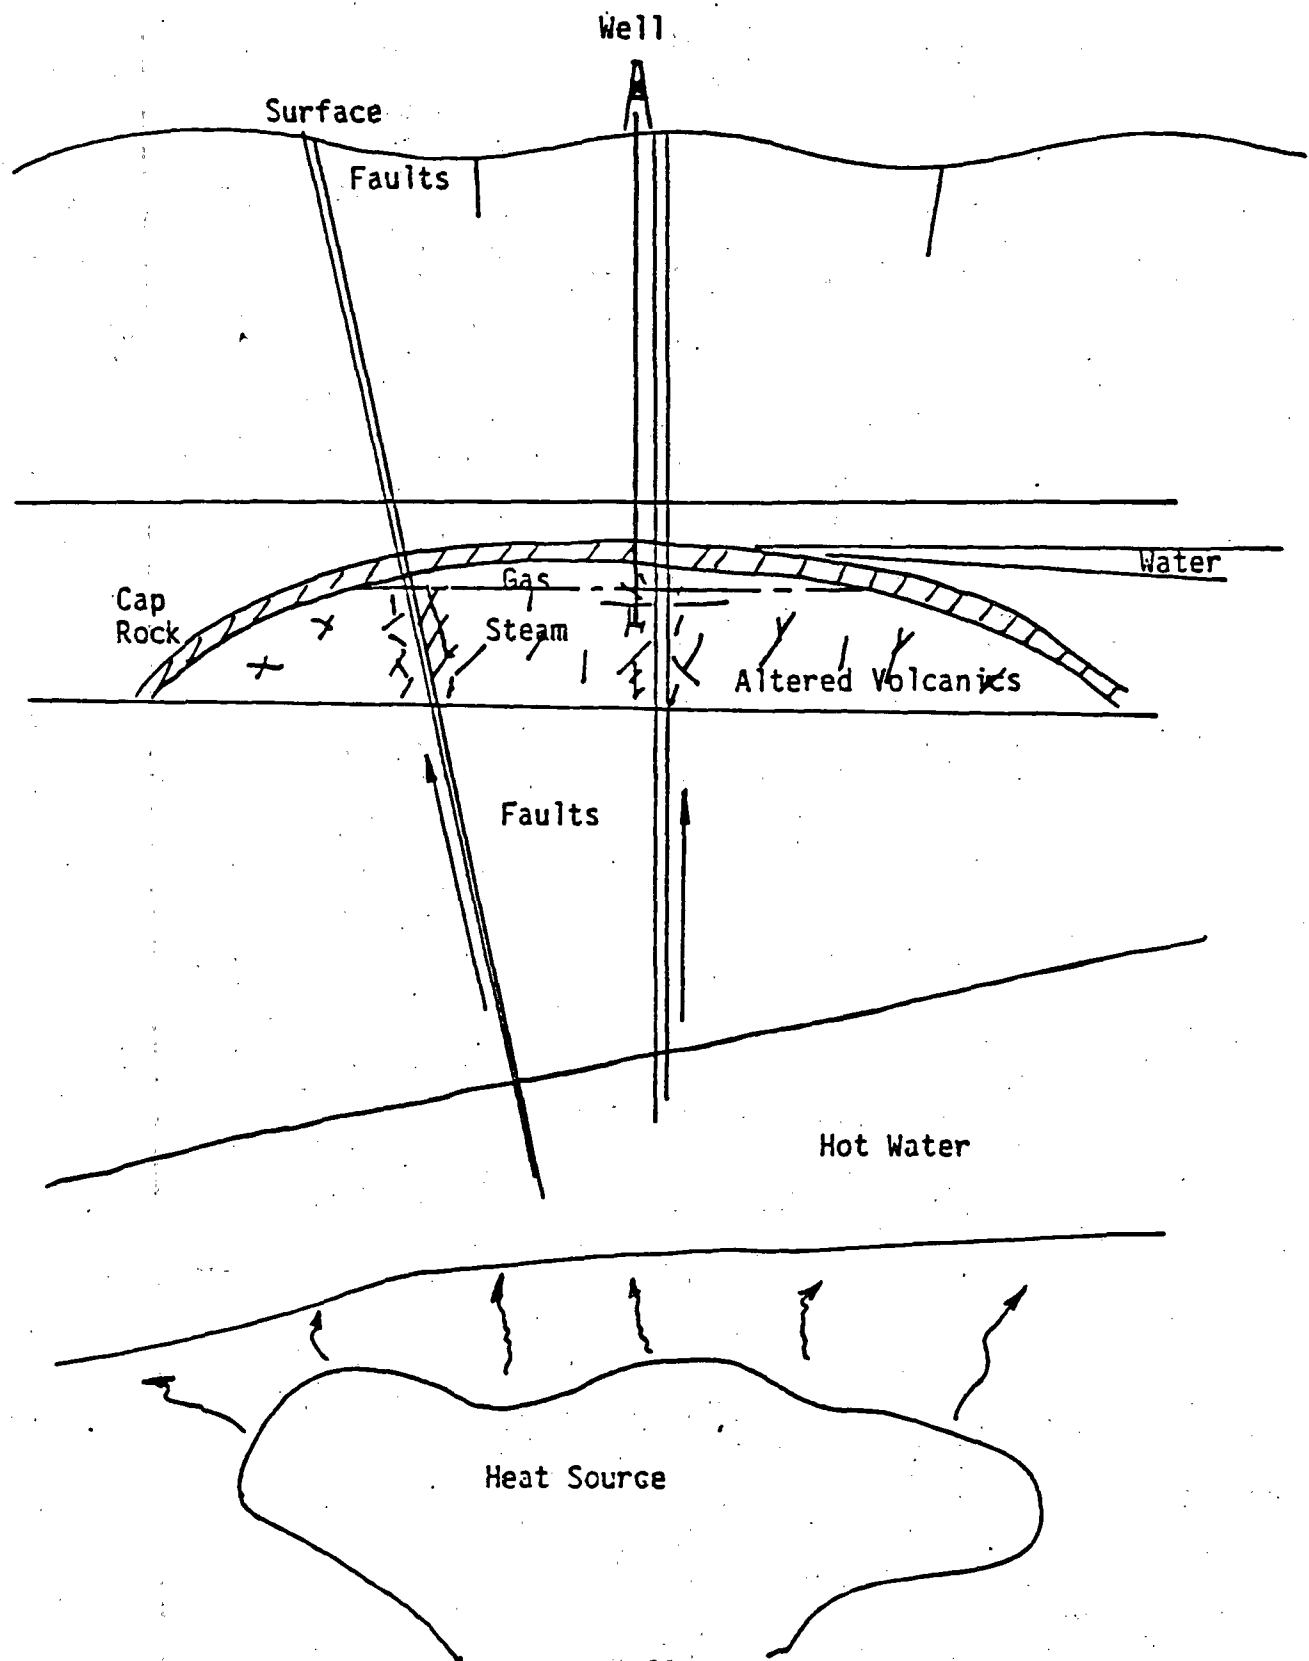 Well
Surface
Faults
Water
Gas
Cap
Rock
Steam
Altered Volcanics
Faults
Hot Water
Heat Source